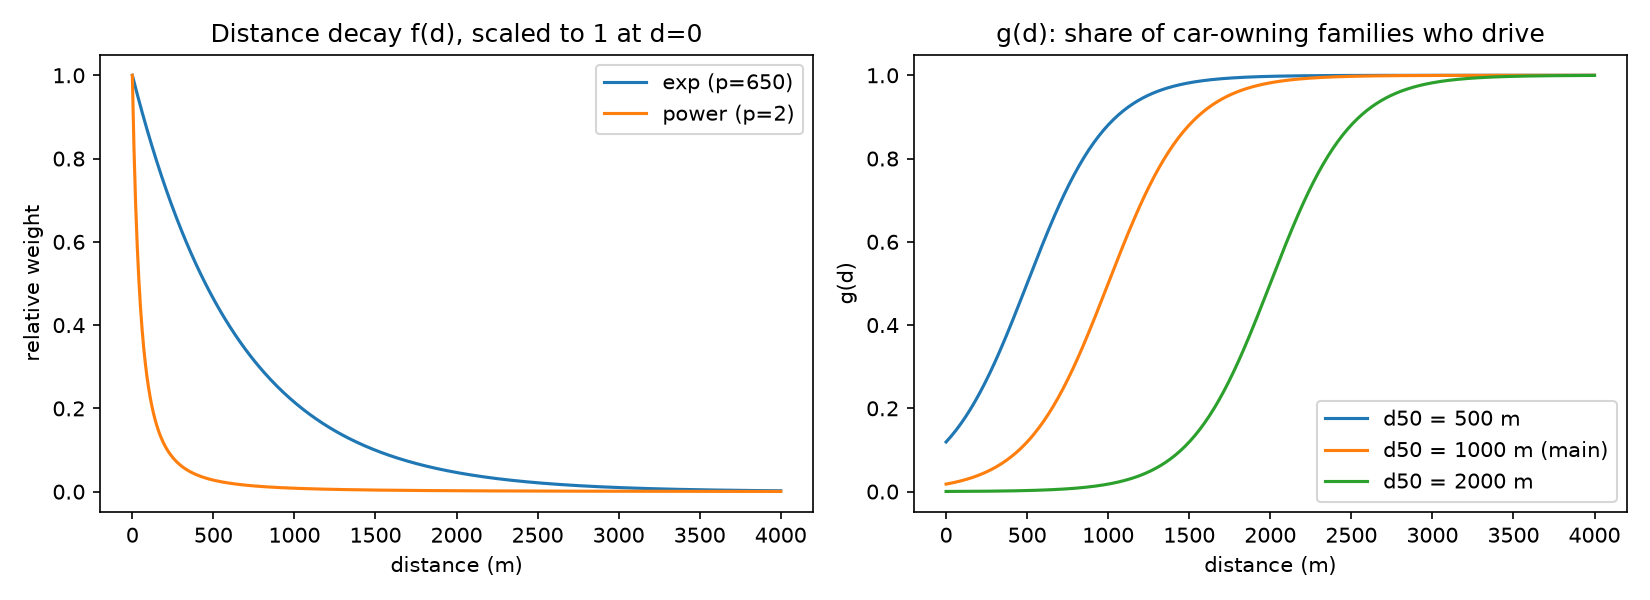 Distance decay f(d), scaled to 1 at d=0
relative weight
1.0
0.8
0.6
0.4
0.2
0.0
exp (p=650)
power (p=2)
0 500 1000 1500 2000 2500 3000 3500 4000
distance (m)
g(d): share of car-owning families who drive
g(d)
1.0
0.8
0.6
0.4
0.2
0.0
d50 = 500 m
d50 = 1000 m (main)
d50 = 2000 m
0 500 1000 1500 2000 2500 3000 3500 4000
distance (m)